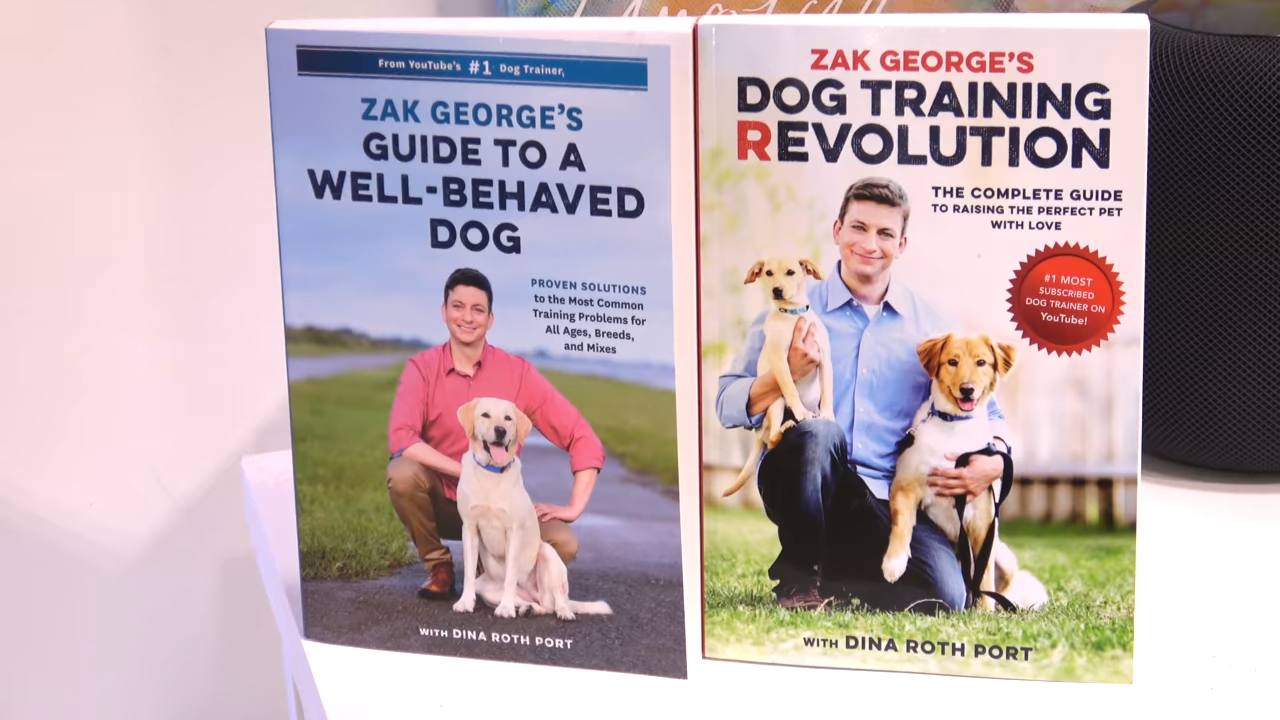 From YouTube's #1 Dog Trainer,
ZAK GEORGE'S
GUIDE TO A
WELL-BEHAVED
DOG
PROVEN SOLUTIONS
to the Most Common
Training Problems for
All Ages, Breeds,
and Mixes
WITH DINA ROTH PORT
ZAK GEORGE'S
DOG TRAINING
REVOLUTION
THE COMPLETE GUIDE
TO RAISING THE PERFECT PET
WITH LOVE
#1 MOST
SUBSCRIBED
DOG TRAINER ON
YouTube!
WITH DINA ROTH PORT